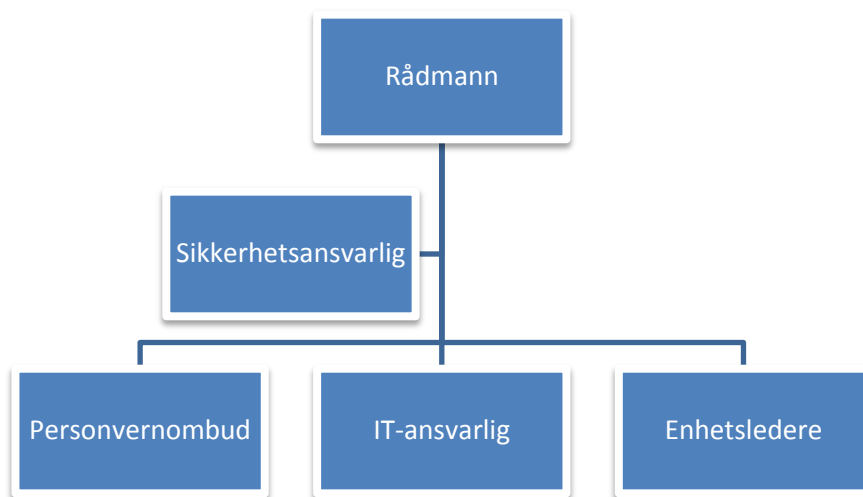 Rådmann
Sikkerhetsansvarlig
Personvernombud
IT-ansvarlig
Enhetsledere